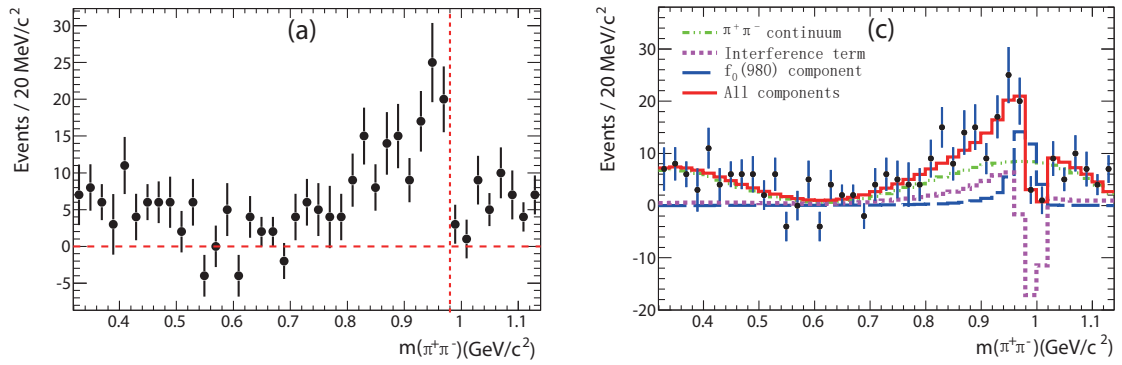 (a)
Events / 20 MeV/c²
30
25
20
15
10
5
0
-5
0.4 0.5 0.6 0.7 0.8 0.9 1 1.1
m(π⁺π⁻)(GeV/c²)
(c)
π⁺π⁻ continuum
Interference term
f₀(980) component
All components
Events / 20 MeV/c²
30
20
10
0
-10
-20
0.4 0.5 0.6 0.7 0.8 0.9 1 1.1
m(π⁺π⁻)(GeV/c²)